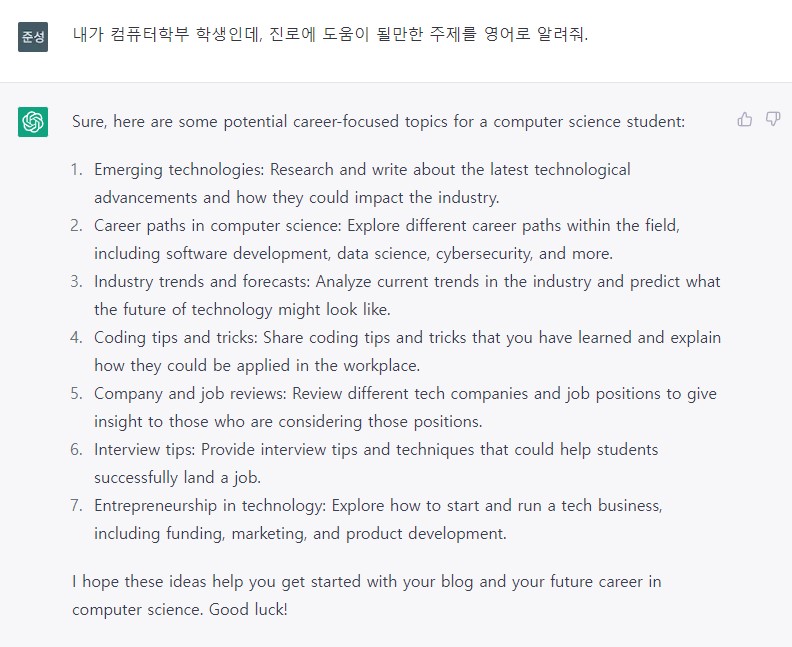 준성
내가 컴퓨터학부 학생인데, 진로에 도움이 될만한 주제를 영어로 알려줘.
Sure, here are some potential career-focused topics for a computer science student:
1. Emerging technologies: Research and write about the latest technological
advancements and how they could impact the industry.
2. Career paths in computer science: Explore different career paths within the field,
including software development, data science, cybersecurity, and more.
3. Industry trends and forecasts: Analyze current trends in the industry and predict what
the future of technology might look like.
4. Coding tips and tricks: Share coding tips and tricks that you have learned and explain
how they could be applied in the workplace.
5. Company and job reviews: Review different tech companies and job positions to give
insight to those who are considering those positions.
6. Interview tips: Provide interview tips and techniques that could help students
successfully land a job.
7. Entrepreneurship in technology: Explore how to start and run a tech business,
including funding, marketing, and product development.
I hope these ideas help you get started with your blog and your future career in
computer science. Good luck!